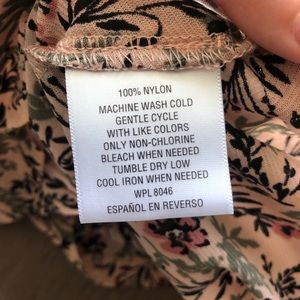 100% NYLON
MACHINE WASH COLD
GENTLE CYCLE
WITH LIKE COLORS
ONLY NON-CHLORINE
BLEACH WHEN NEEDED
TUMBLE DRY LOW
COOL IRON WHEN NEEDED
WPL 8046
ESPAÑOL EN REVERSO